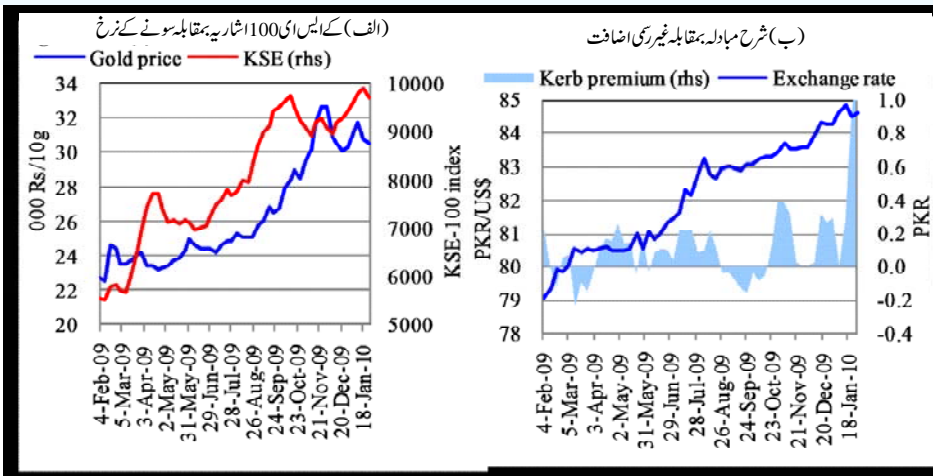 (الف) کے ایس ای 100 اشاریہ بمقابلہ سونے کے نرخ
Gold price KSE (rhs)
000 Rs/10g
34
32
30
28
26
24
22
20
10000
9000
8000
7000
6000
5000
KSE-100 index
4-Feb-09
5-Mar-09
3-Apr-09
2-May-09
31-May-09
29-Jun-09
28-Jul-09
26-Aug-09
24-Sep-09
23-Oct-09
21-Nov-09
20-Dec-09
18-Jan-10
(ب) شرح مبادلہ بمقابلہ غیر رسمی اضافت
Kerb premium (rhs) Exchange rate
PKR/US$
85
84
83
82
81
80
79
78
1.0
0.8
0.6
0.4
0.2
0.0
-0.2
-0.4
PKR
4-Feb-09
5-Mar-09
3-Apr-09
2-May-09
31-May-09
29-Jun-09
28-Jul-09
26-Aug-09
24-Sep-09
23-Oct-09
21-Nov-09
20-Dec-09
18-Jan-10